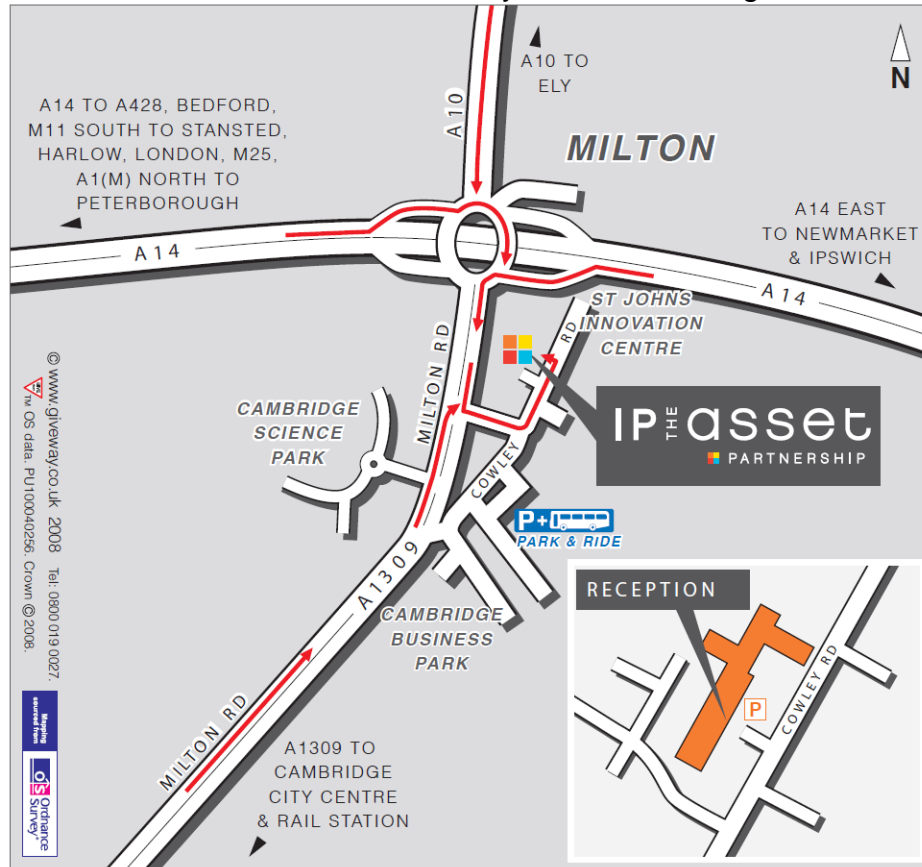 A10 TO
ELY
N
A10
MILTON
A14 TO A428, BEDFORD,
M11 SOUTH TO STANSTED,
HARLOW, LONDON, M25,
A1(M) NORTH TO
PETERBOROUGH
A14 EAST
TO NEWMARKET
& IPSWICH
A14
A14
ST JOHNS
INNOVATION
CENTRE
RD
MILTON RD
CAMBRIDGE
SCIENCE
PARK
IP THE asset
PARTNERSHIP
COWLEY
P+
PARK & RIDE
A1309
CAMBRIDGE
BUSINESS
PARK
MILTON RD
A1309 TO
CAMBRIDGE
CITY CENTRE
& RAIL STATION
RECEPTION
P
COWLEY RD
© www.giveway.co.uk 2008 Tel: 0800 019 0027.
™ OS data. PU100040256. Crown © 2008.
Mapping
sourced from
OS Ordnance
Survey®